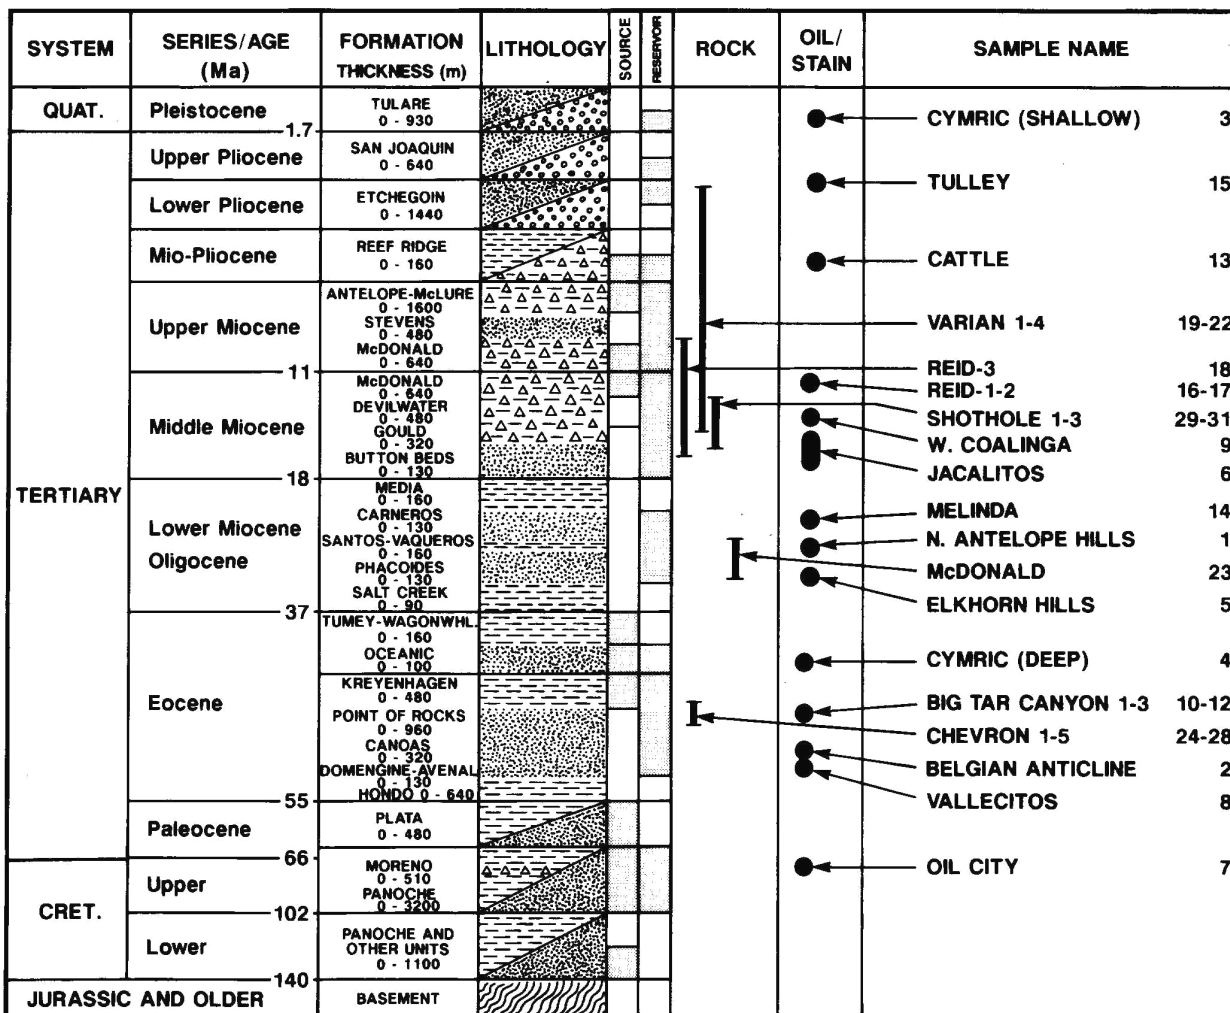 SYSTEM SERIES/AGE (Ma) FORMATION THICKNESS (m) LITHOLOGY SOURCE RESERVOIR ROCK OIL/ STAIN SAMPLE NAME
QUAT. Pleistocene TULARE CYMRIC (SHALLOW) 3
0 - 930
1.7
Upper Pliocene SAN JOAQUIN
0 - 640
TULLEY 15
Lower Pliocene ETCHEGOIN
0 - 1440
Mio-Pliocene REEF RIDGE CATTLE 13
0 - 160
ANTELOPE-McLURE
0 - 1600
Upper Miocene STEVENS VARIAN 1-4 19-22
0 - 480
McDONALD
0 - 640
REID-3 18
11
McDONALD REID-1-2 16-17
0 - 640
DEVILWATER SHOTHOLE 1-3 29-31
0 - 480
Middle Miocene GOULD W. COALINGA 9
0 - 320
BUTTON BEDS JACALITOS 6
0 - 130
18
TERTIARY MEDIA
0 - 160
CARNEROS MELINDA 14
0 - 130
Lower Miocene SANTOS-VAQUEROS N. ANTELOPE HILLS 1
0 - 160
Oligocene PHACOIDES McDONALD 23
0 - 130
SALT CREEK ELKHORN HILLS 5
0 - 90
37
TUMEY-WAGONWHL.
0 - 160
OCEANIC CYMRIC (DEEP) 4
0 - 100
KREYENHAGEN
0 - 480
Eocene POINT OF ROCKS BIG TAR CANYON 1-3 10-12
0 - 960
CHEVRON 1-5 24-28
CANOAS
0 - 320
DOMENGINE-AVENAL BELGIAN ANTICLINE 2
0 - 130
HONDO 0 - 640
55
VALLECITOS 8
Paleocene PLATA
0 - 480
66
MORENO OIL CITY 7
0 - 510
Upper PANOCHE
0 - 3200
CRET.
102
Lower PANOCHE AND
OTHER UNITS
0 - 1100
140
JURASSIC AND OLDER BASEMENT